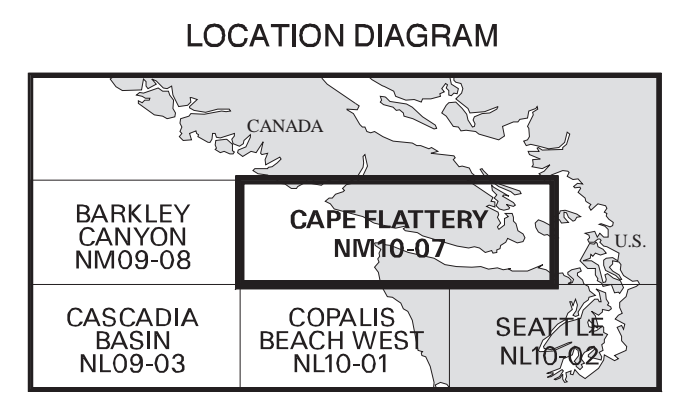 LOCATION DIAGRAM
CANADA
BARKLEY
CANYON
NM09-08
CAPE FLATTERY
NM10-07
U.S.
CASCADIA
BASIN
NL09-03
COPALIS
BEACH WEST
NL10-01
SEATTLE
NL10-02